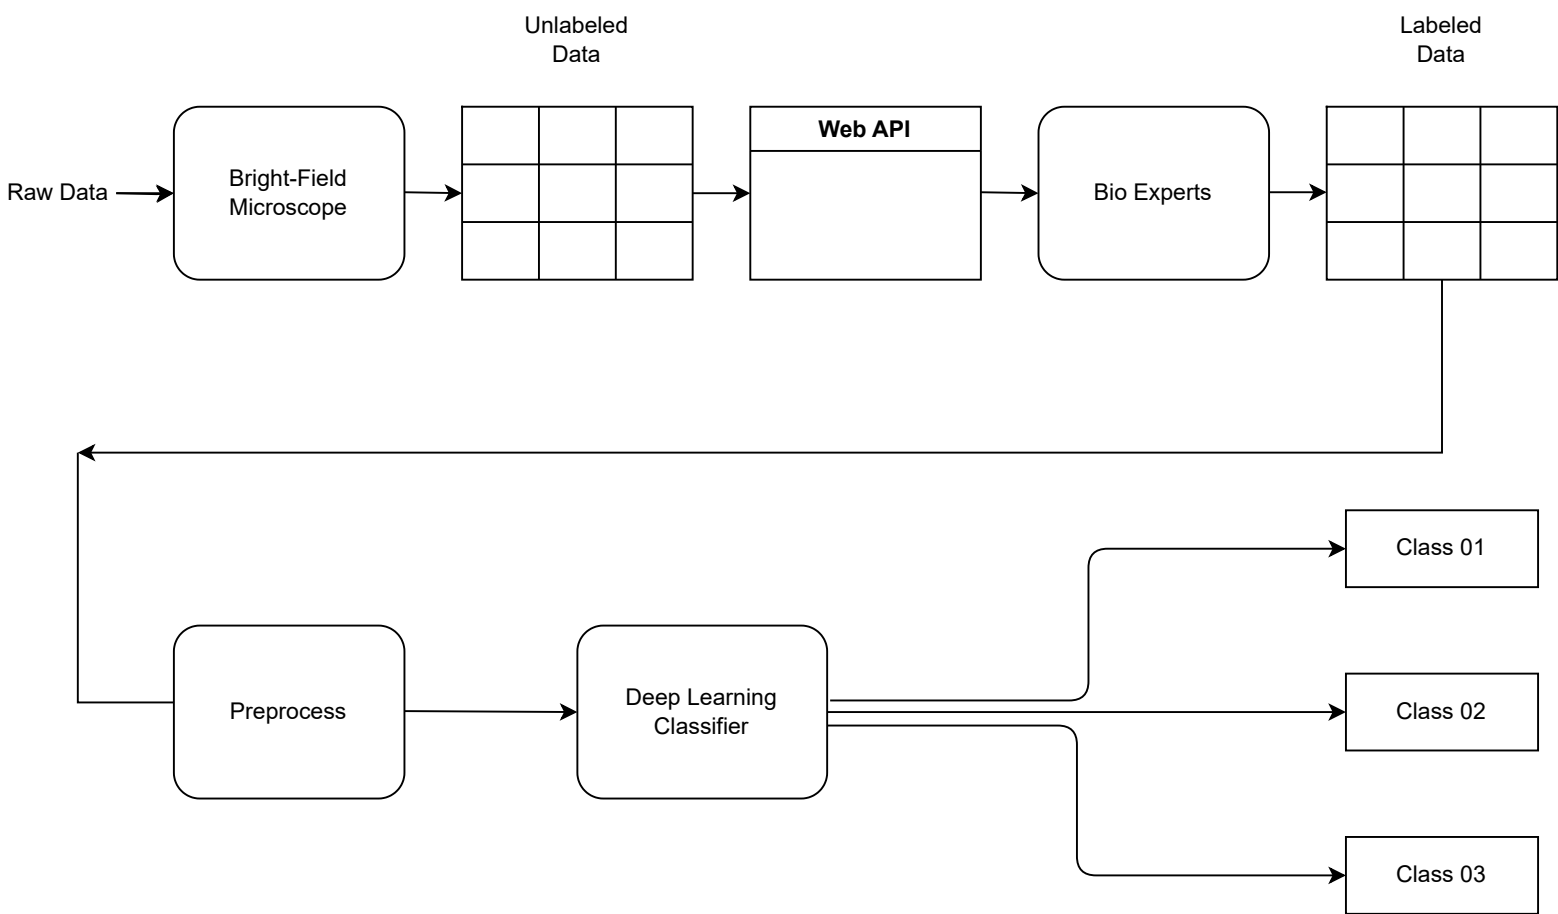 Unlabeled
Data
Labeled
Data
Raw Data
Bright-Field
Microscope
Web API
Bio Experts
Class 01
Preprocess
Deep Learning
Classifier
Class 02
Class 03